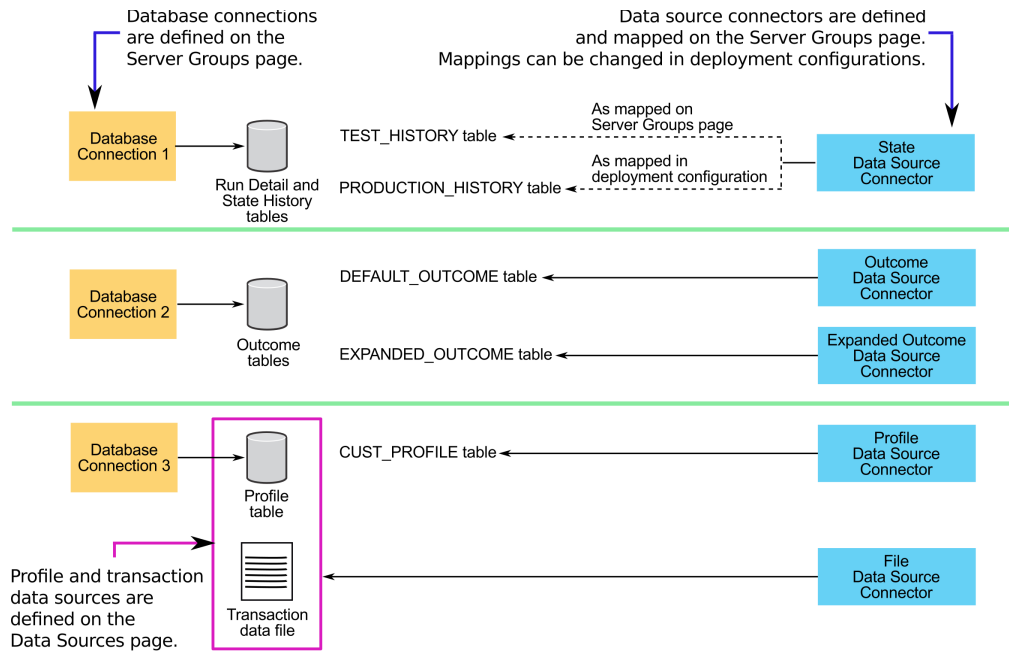 Database connections
are defined on the
Server Groups page.
Data source connectors are defined
and mapped on the Server Groups page.
Mappings can be changed in deployment configurations.
Database
Connection 1
Run Detail and
State History
tables
TEST_HISTORY table
PRODUCTION_HISTORY table
As mapped on
Server Groups page
As mapped in
deployment configuration
State
Data Source
Connector
Database
Connection 2
Outcome
tables
DEFAULT_OUTCOME table
EXPANDED_OUTCOME table
Outcome
Data Source
Connector
Expanded Outcome
Data Source
Connector
Database
Connection 3
Profile
table
CUST_PROFILE table
Profile
Data Source
Connector
Profile and transaction
data sources are
defined on the
Data Sources page.
Transaction
data file
File
Data Source
Connector